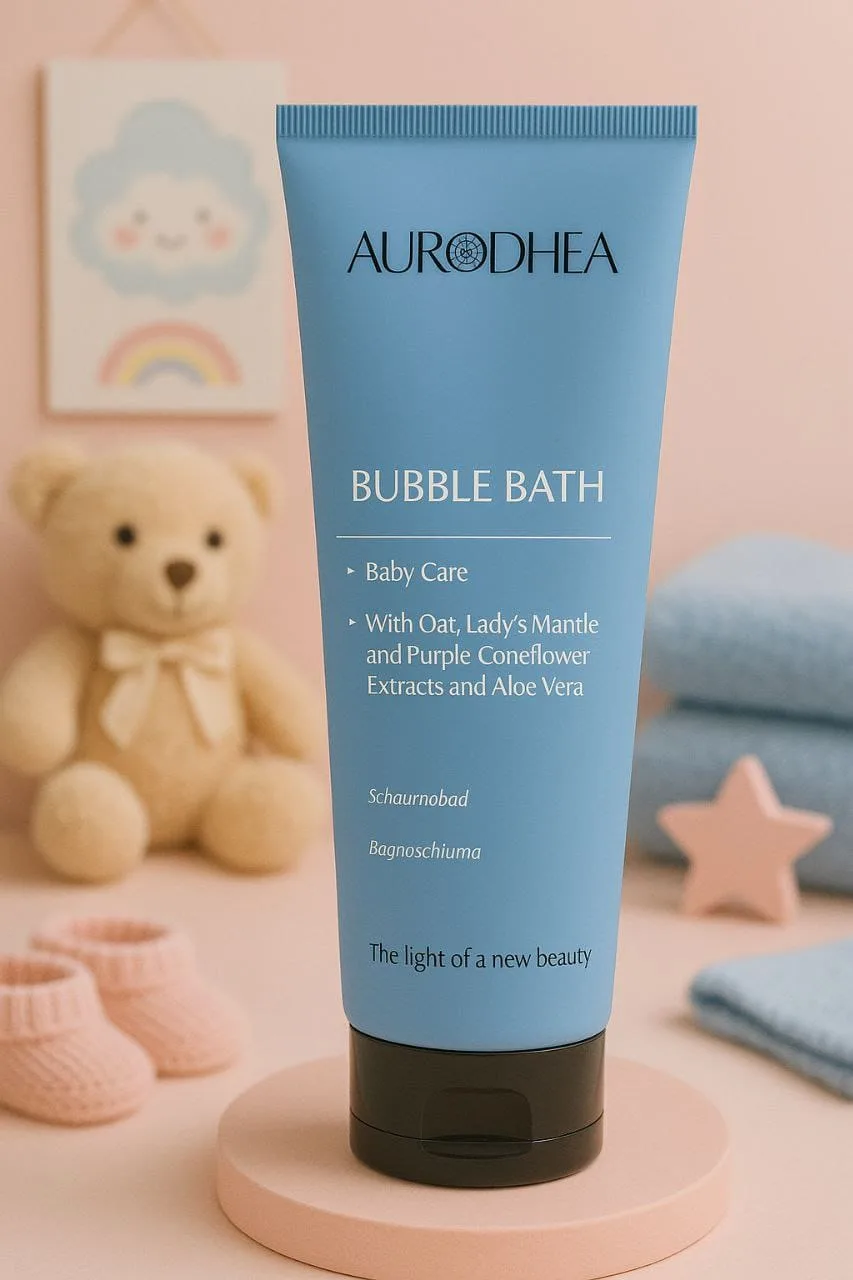 AURODHEA
BUBBLE BATH
▸ Baby Care
▸ With Oat, Lady's Mantle
and Purple Coneflower
Extracts and Aloe Vera
Schaurnobad
Bagnoschiuma
The light of a new beauty